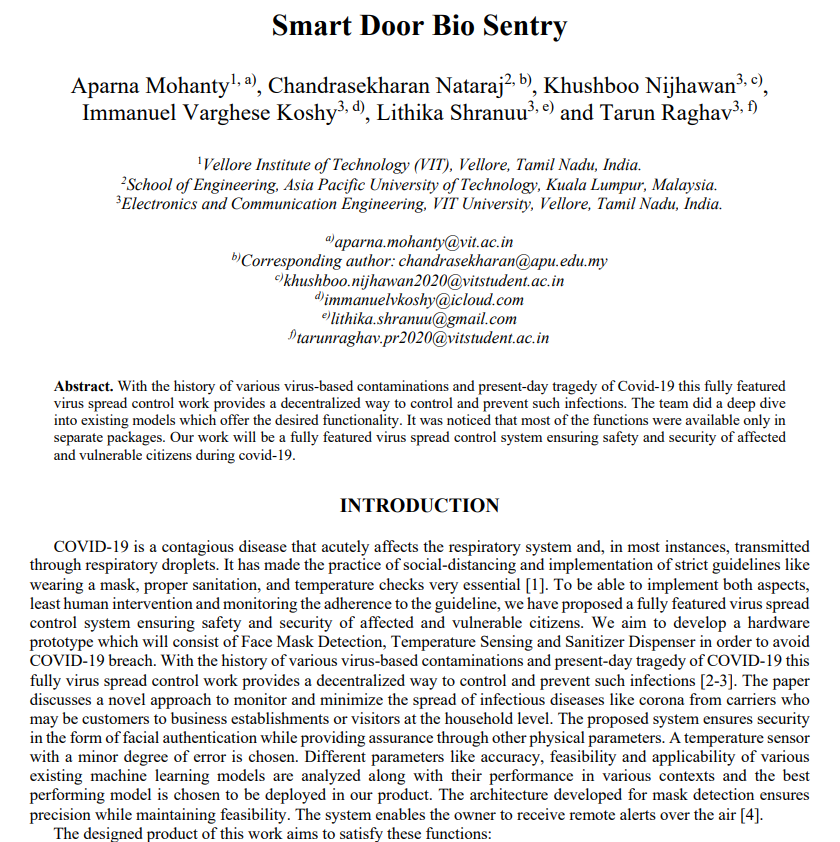 Smart Door Bio Sentry
Aparna Mohanty1, a), Chandrasekharan Nataraj2, b), Khushboo Nijhawan3, c),
Immanuel Varghese Koshy3, d), Lithika Shranuu3, e) and Tarun Raghav3, f)
1Vellore Institute of Technology (VIT), Vellore, Tamil Nadu, India.
2School of Engineering, Asia Pacific University of Technology, Kuala Lumpur, Malaysia.
3Electronics and Communication Engineering, VIT University, Vellore, Tamil Nadu, India.
a)aparna.mohanty@vit.ac.in
b)Corresponding author: chandrasekharan@apu.edu.my
c)khushboo.nijhawan2020@vitstudent.ac.in
d)immanuelvkoshy@icloud.com
e)lithika.shranuu@gmail.com
f)tarunraghav.pr2020@vitstudent.ac.in
Abstract. With the history of various virus-based contaminations and present-day tragedy of Covid-19 this fully featured
virus spread control work provides a decentralized way to control and prevent such infections. The team did a deep dive
into existing models which offer the desired functionality. It was noticed that most of the functions were available only in
separate packages. Our work will be a fully featured virus spread control system ensuring safety and security of affected
and vulnerable citizens during covid-19.
INTRODUCTION
COVID-19 is a contagious disease that acutely affects the respiratory system and, in most instances, transmitted
through respiratory droplets. It has made the practice of social-distancing and implementation of strict guidelines like
wearing a mask, proper sanitation, and temperature checks very essential [1]. To be able to implement both aspects,
least human intervention and monitoring the adherence to the guideline, we have proposed a fully featured virus spread
control system ensuring safety and security of affected and vulnerable citizens. We aim to develop a hardware
prototype which will consist of Face Mask Detection, Temperature Sensing and Sanitizer Dispenser in order to avoid
COVID-19 breach. With the history of various virus-based contaminations and present-day tragedy of COVID-19 this
fully virus spread control work provides a decentralized way to control and prevent such infections [2-3]. The paper
discusses a novel approach to monitor and minimize the spread of infectious diseases like corona from carriers who
may be customers to business establishments or visitors at the household level. The proposed system ensures security
in the form of facial authentication while providing assurance through other physical parameters. A temperature sensor
with a minor degree of error is chosen. Different parameters like accuracy, feasibility and applicability of various
existing machine learning models are analyzed along with their performance in various contexts and the best
performing model is chosen to be deployed in our product. The architecture developed for mask detection ensures
precision while maintaining feasibility. The system enables the owner to receive remote alerts over the air [4].
The designed product of this work aims to satisfy these functions: